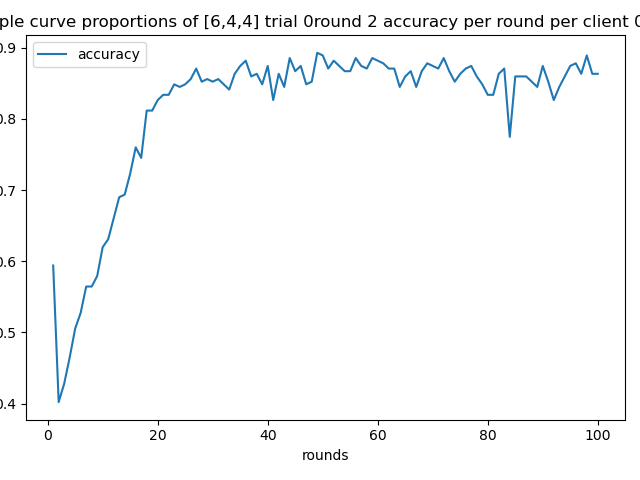 ple curve proportions of [6,4,4] trial 0round 2 accuracy per round per client 0
accuracy
0.9
0.8
0.7
0.6
0.5
0.4
0 20 40 60 80 100
rounds